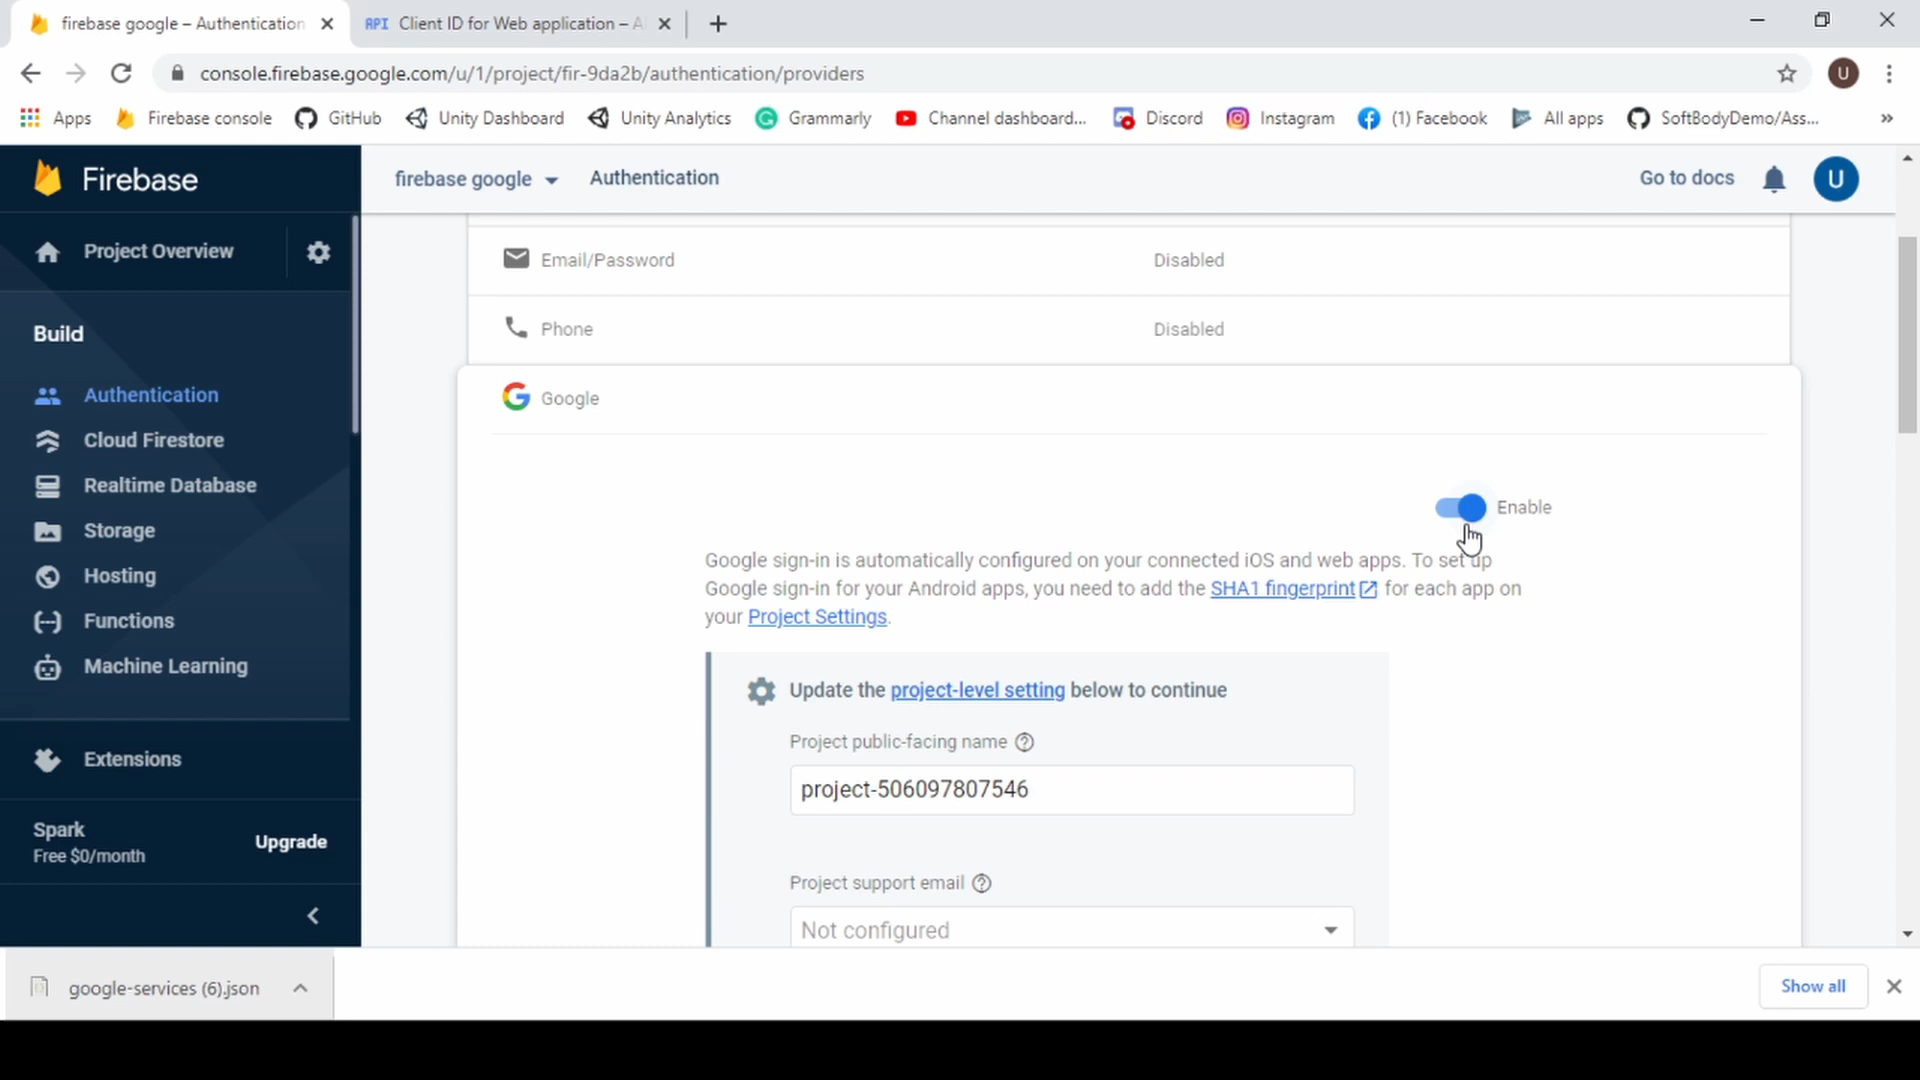 firebase google – Authentication
API Client ID for Web application – A
console.firebase.google.com/u/1/project/fir-9da2b/authentication/providers
U
Apps
Firebase console
GitHub
Unity Dashboard
Unity Analytics
Grammarly
Channel dashboard...
Discord
Instagram
(1) Facebook
All apps
SoftBodyDemo/Ass...
»
Firebase
firebase google
Authentication
Go to docs
U
Project Overview
Build
Authentication
Cloud Firestore
Realtime Database
Storage
Hosting
Functions
Machine Learning
Extensions
Spark
Free $0/month
Upgrade
Email/Password
Disabled
Phone
Disabled
Google
Enable
Google sign-in is automatically configured on your connected iOS and web apps. To set up
Google sign-in for your Android apps, you need to add the SHA1 fingerprint for each app on
your Project Settings.
Update the project-level setting below to continue
Project public-facing name
project-506097807546
Project support email
Not configured
google-services (6).json
Show all